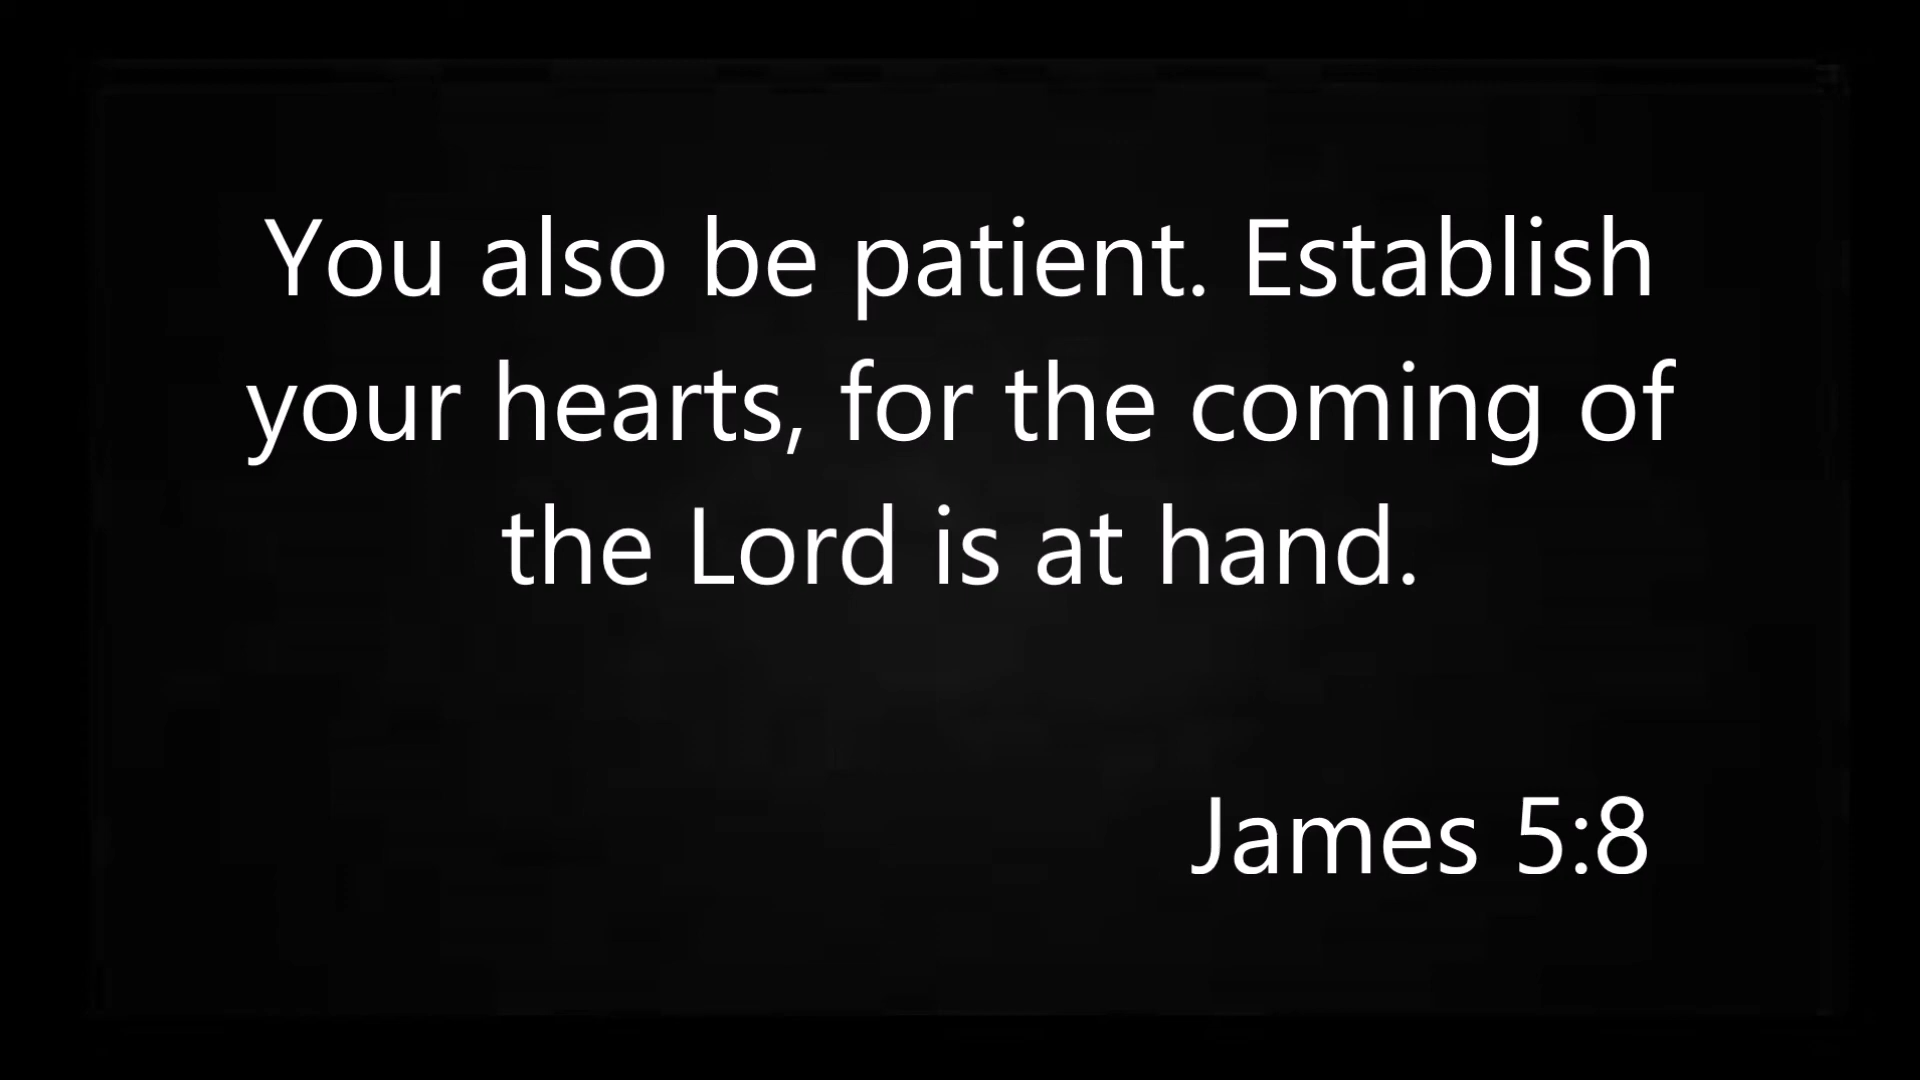 You also be patient. Establish
your hearts, for the coming of
the Lord is at hand.
James 5:8